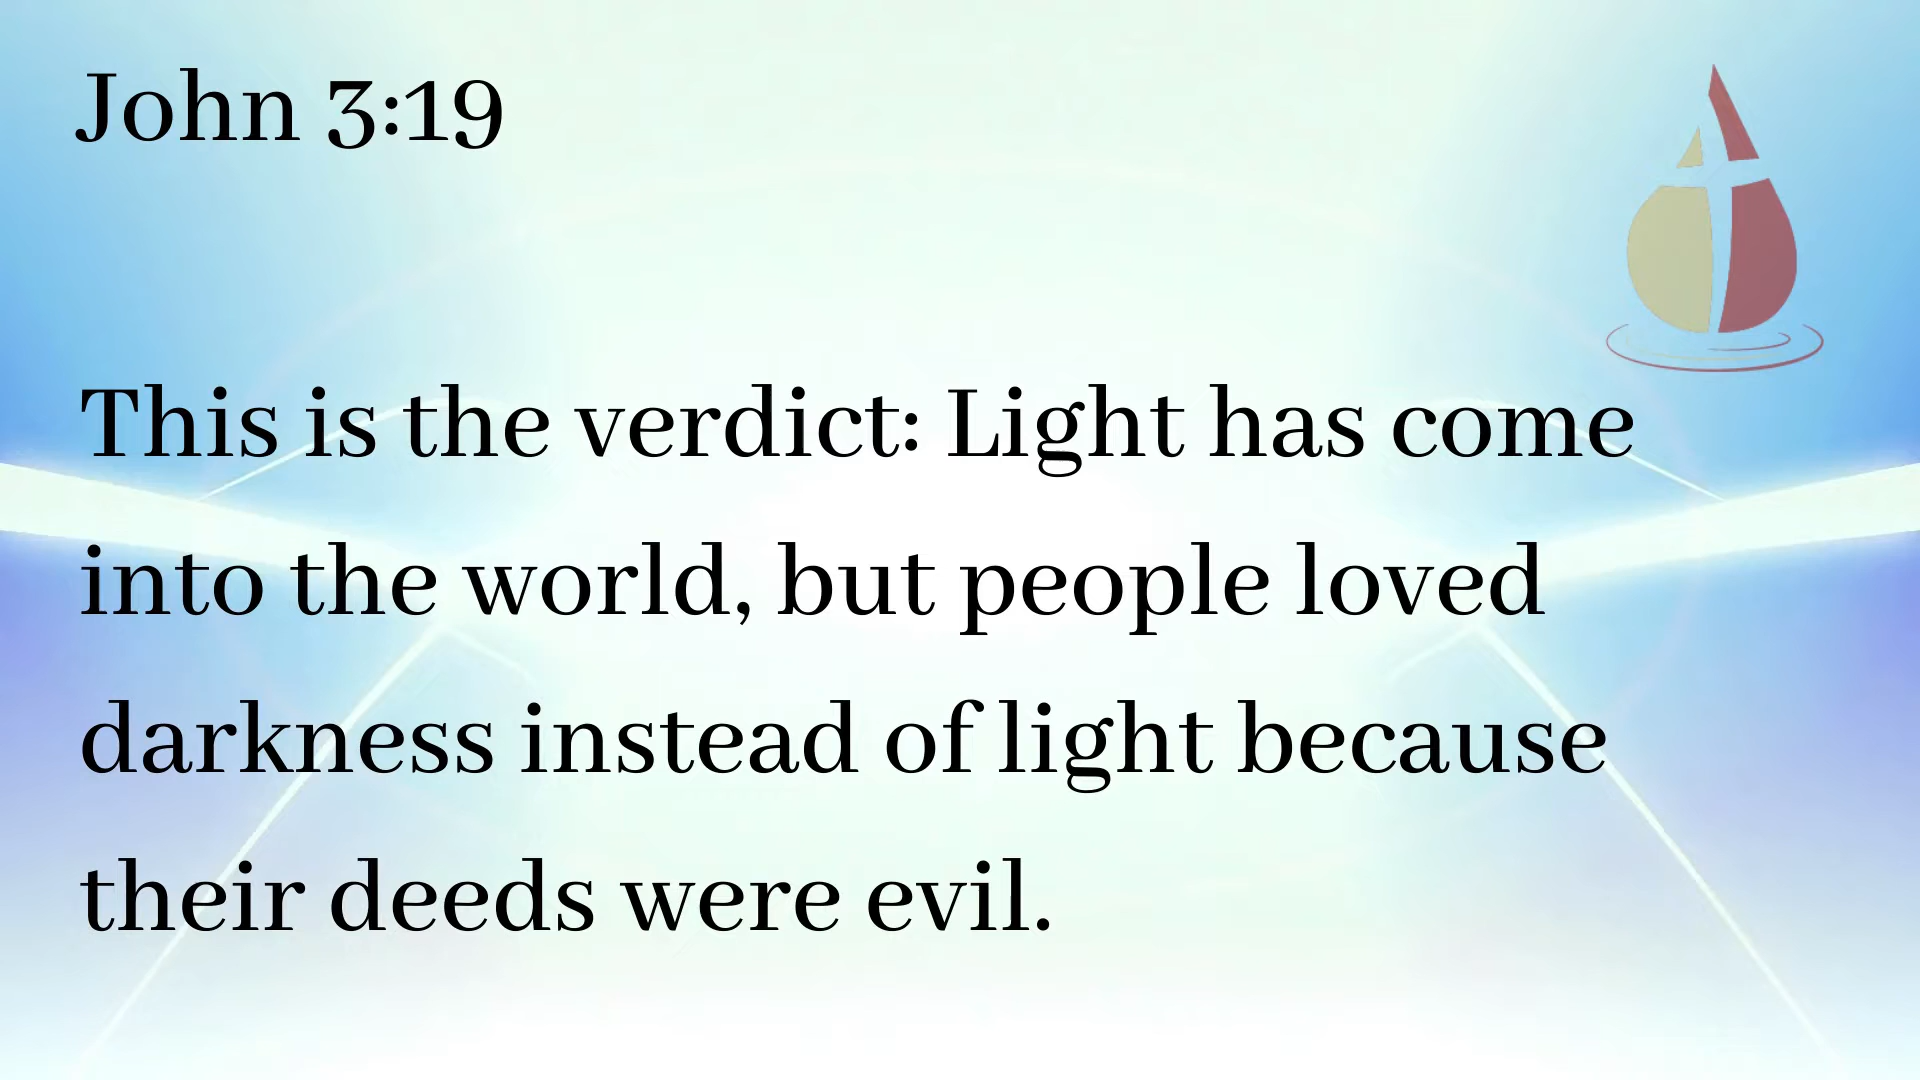 John 3:19
This is the verdict: Light has come
into the world, but people loved
darkness instead of light because
their deeds were evil.